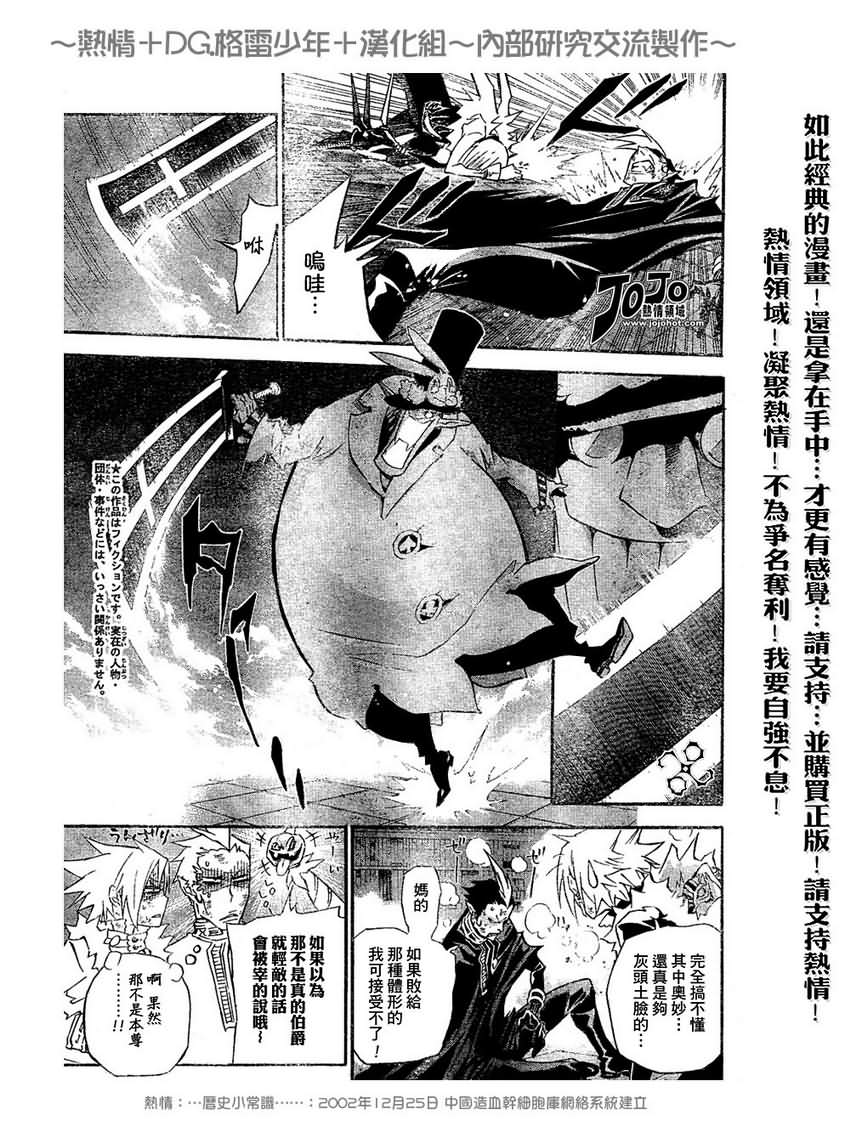 ～熱情＋DG.格雷少年＋漢化組～內部研究交流製作～
如此經典的漫畫！還是拿在手中…才更有感覺…請支持…並購買正版！請支持熱情！
熱情領域！凝聚熱情！不為爭名奪利！我要自強不息！
嗚哇…
咻
JOJO
熱情領域
www.jojohot.com
★この作品はフィクションです。実在の人物・
団体・事件などには、いっさい関係ありません。
完全搞不懂
其中奧妙…
還真是夠
灰頭土臉的…
媽的
如果敗給
那種體形的
我可接受不了！
如果以為
那不是真的伯爵
就輕敵的話
會被宰的說哦~
うんざり
啊 果然
那不是本尊
……!!
熱情：…曆史小常識……：2002年12月25日 中國造血幹細胞庫網絡系統建立